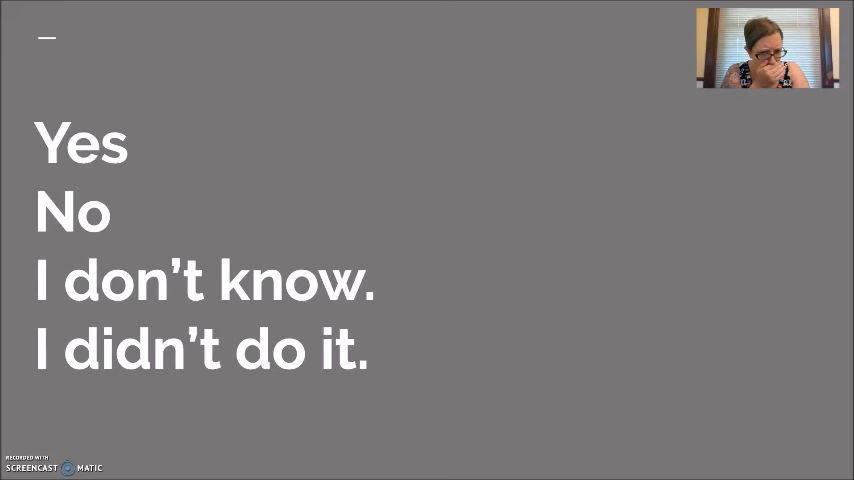 Yes
No
I don’t know.
I didn’t do it.
RECORDED WITH
SCREENCAST MATIC